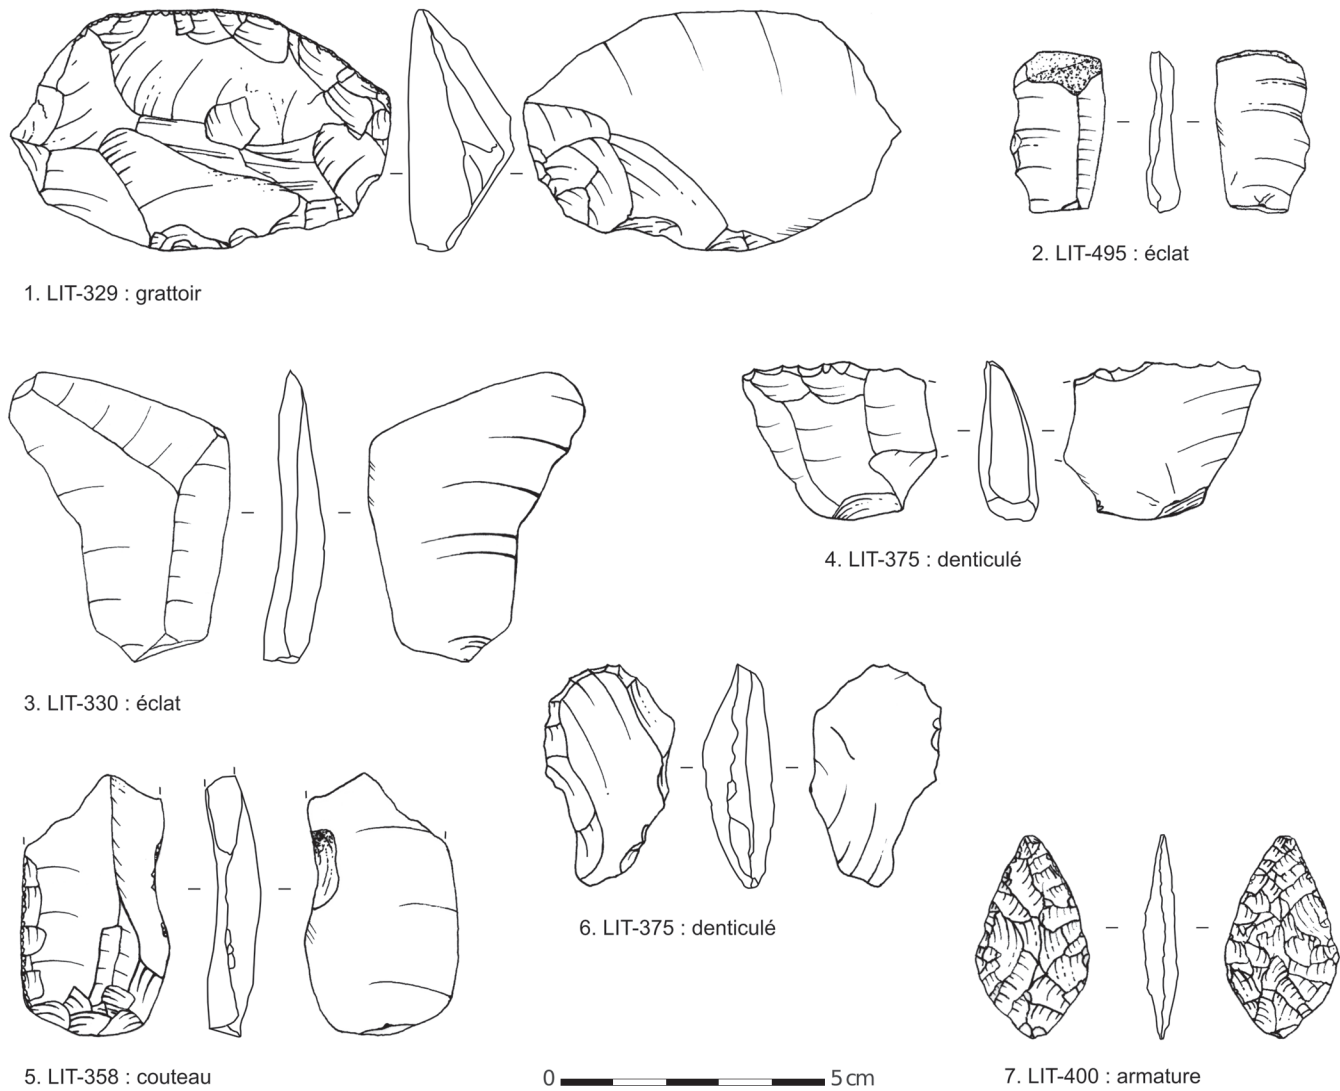 1. LIT-329 : grattoir
2. LIT-495 : éclat
3. LIT-330 : éclat
4. LIT-375 : denticulé
5. LIT-358 : couteau
6. LIT-375 : denticulé
7. LIT-400 : armature
0 5 cm